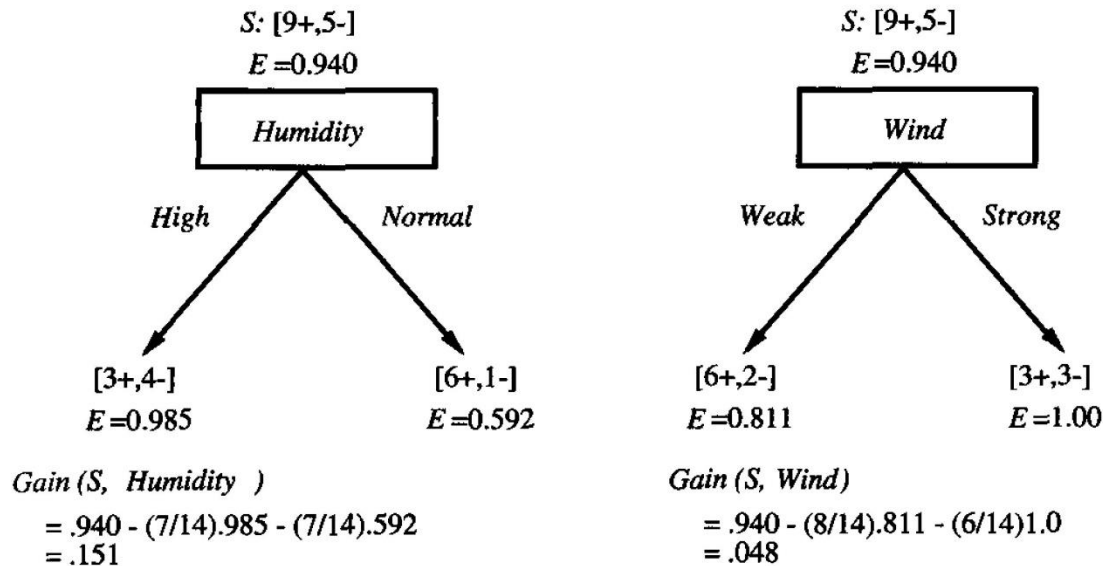 S: [9+,5-]
E =0.940
Humidity
High
Normal
[3+,4-]
E =0.985
[6+,1-]
E =0.592
Gain (S, Humidity )
= .940 - (7/14).985 - (7/14).592
= .151
S: [9+,5-]
E =0.940
Wind
Weak
Strong
[6+,2-]
E =0.811
[3+,3-]
E =1.00
Gain (S, Wind)
= .940 - (8/14).811 - (6/14)1.0
= .048